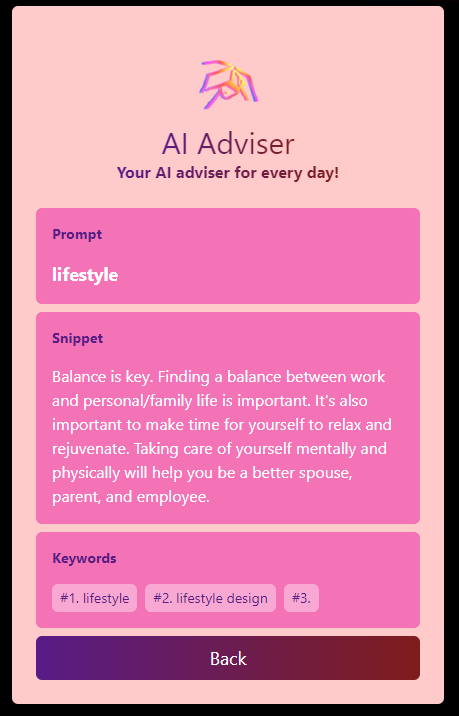 AI Adviser
Your AI adviser for every day!
Prompt
lifestyle
Snippet
Balance is key. Finding a balance between work
and personal/family life is important. It's also
important to make time for yourself to relax and
rejuvenate. Taking care of yourself mentally and
physically will help you be a better spouse,
parent, and employee.
Keywords
#1. lifestyle #2. lifestyle design #3.
Back